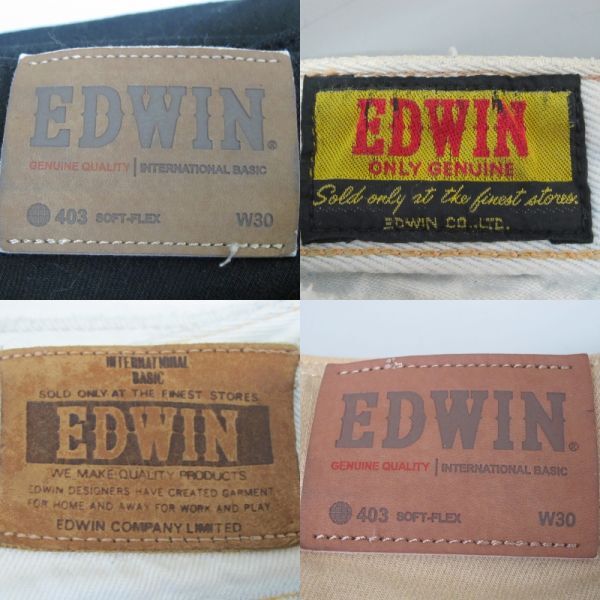 EDWIN®
GENUINE QUALITY | INTERNATIONAL BASIC
403 SOFT-FLEX W30
EDWIN
ONLY GENUINE
Sold only at the finest stores.
EDWIN CO.,LTD.
INTERNATIONAL
BASIC
SOLD ONLY AT THE FINEST STORES
EDWIN
WE MAKE QUALITY PRODUCTS
EDWIN DESIGNERS HAVE CREATED GARMENT
FOR HOME AND AWAY FOR WORK AND PLAY
EDWIN COMPANY LIMITED
EDWIN®
GENUINE QUALITY | INTERNATIONAL BASIC
403 SOFT-FLEX W30